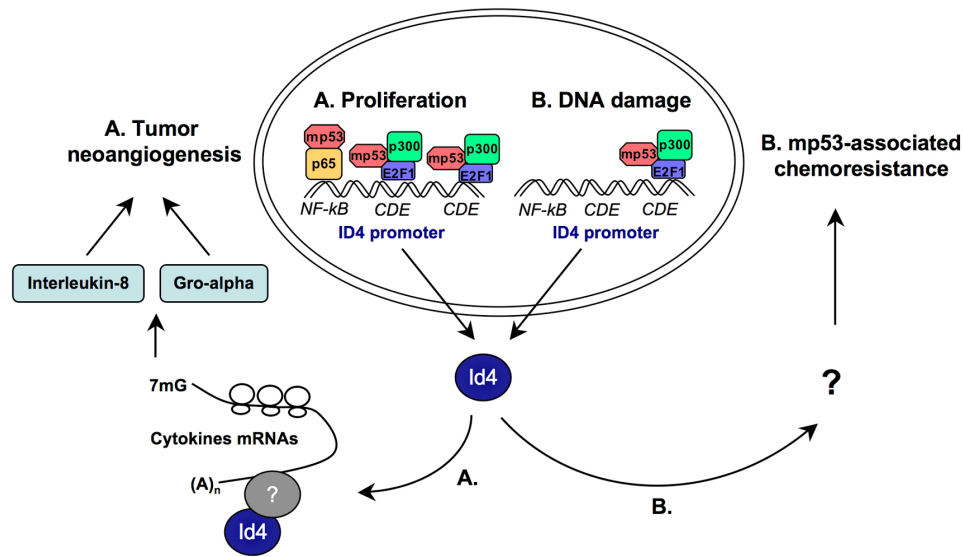 A. Proliferation
B. DNA damage
A. Tumor
neoangiogenesis
B. mp53-associated
chemoresistance
mp53
p65
mp53
p300
E2F1
mp53
p300
E2F1
mp53
p300
E2F1
NF-kB
CDE
CDE
NF-kB
CDE
CDE
ID4 promoter
ID4 promoter
Interleukin-8
Gro-alpha
Id4
?
7mG
Cytokines mRNAs
(A)n
?
Id4
A.
B.